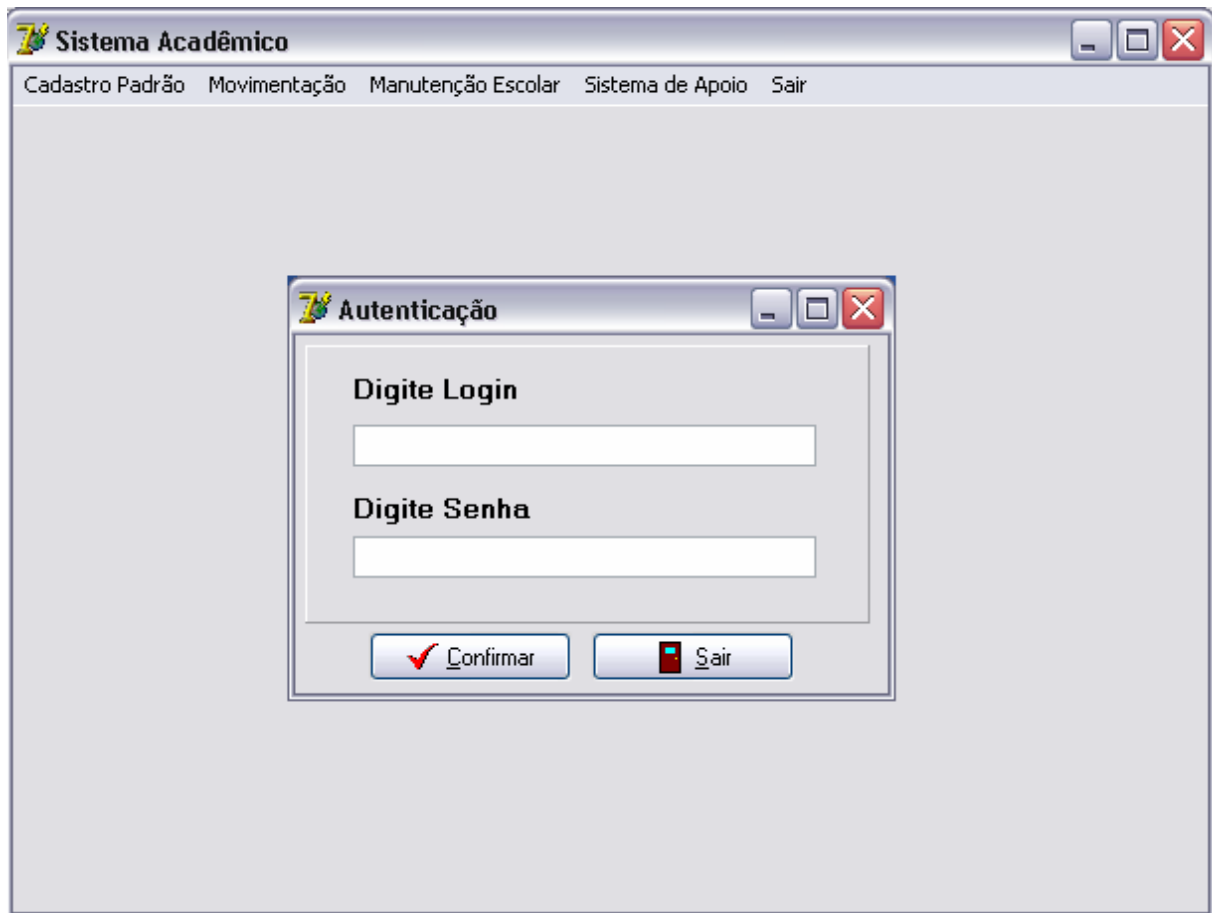 Sistema Acadêmico
Cadastro Padrão Movimentação Manutenção Escolar Sistema de Apoio Sair
Autenticação
Digite Login
Digite Senha
Confirmar Sair